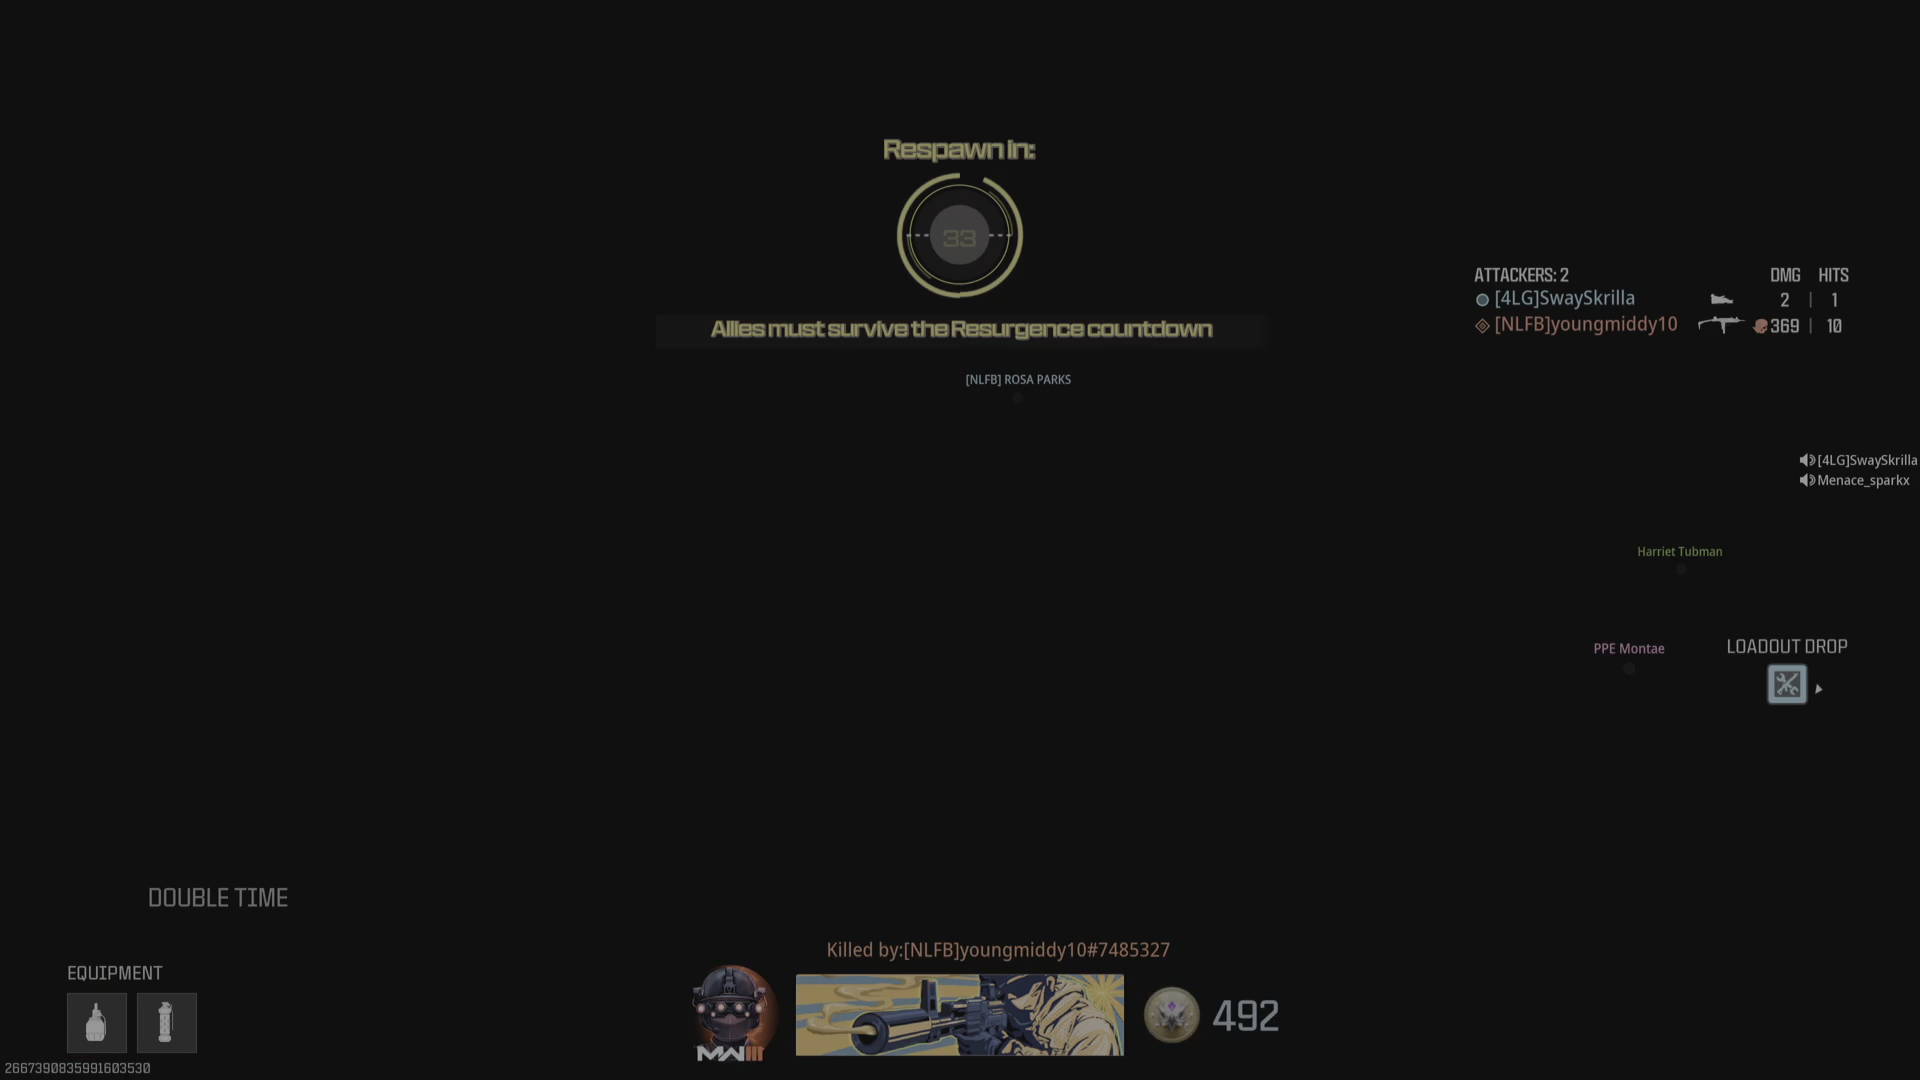 Respawn in:
33
Allies must survive the Resurgence countdown
[NLFB] ROSA PARKS
ATTACKERS: 2 DMG HITS
[4LG]SwaySkrilla 2 | 1
[NLFB]youngmiddy10 369 | 10
[4LG]SwaySkrilla
Menace_sparkx
Harriet Tubman
PPE Montae
LOADOUT DROP
DOUBLE TIME
Killed by:[NLFB]youngmiddy10#7485327
EQUIPMENT
MWIII
492
2667390835991603530